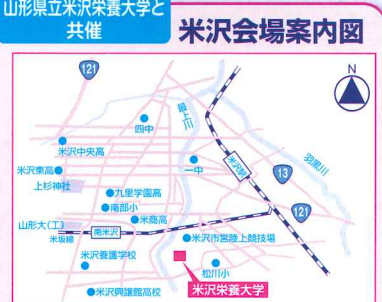 山形県立米沢栄養大学と
共催
米沢会場案内図
N
121
四中
最上川
米沢中央高
一中
米沢駅
羽黒川
米沢東高
上杉神社
13
九里学園高
南部小
121
米商高
山形大(工)
南米沢
米坂線
米沢市営陸上競技場
米沢養護学校
松川小
米沢栄養大学
米沢興譲館高校